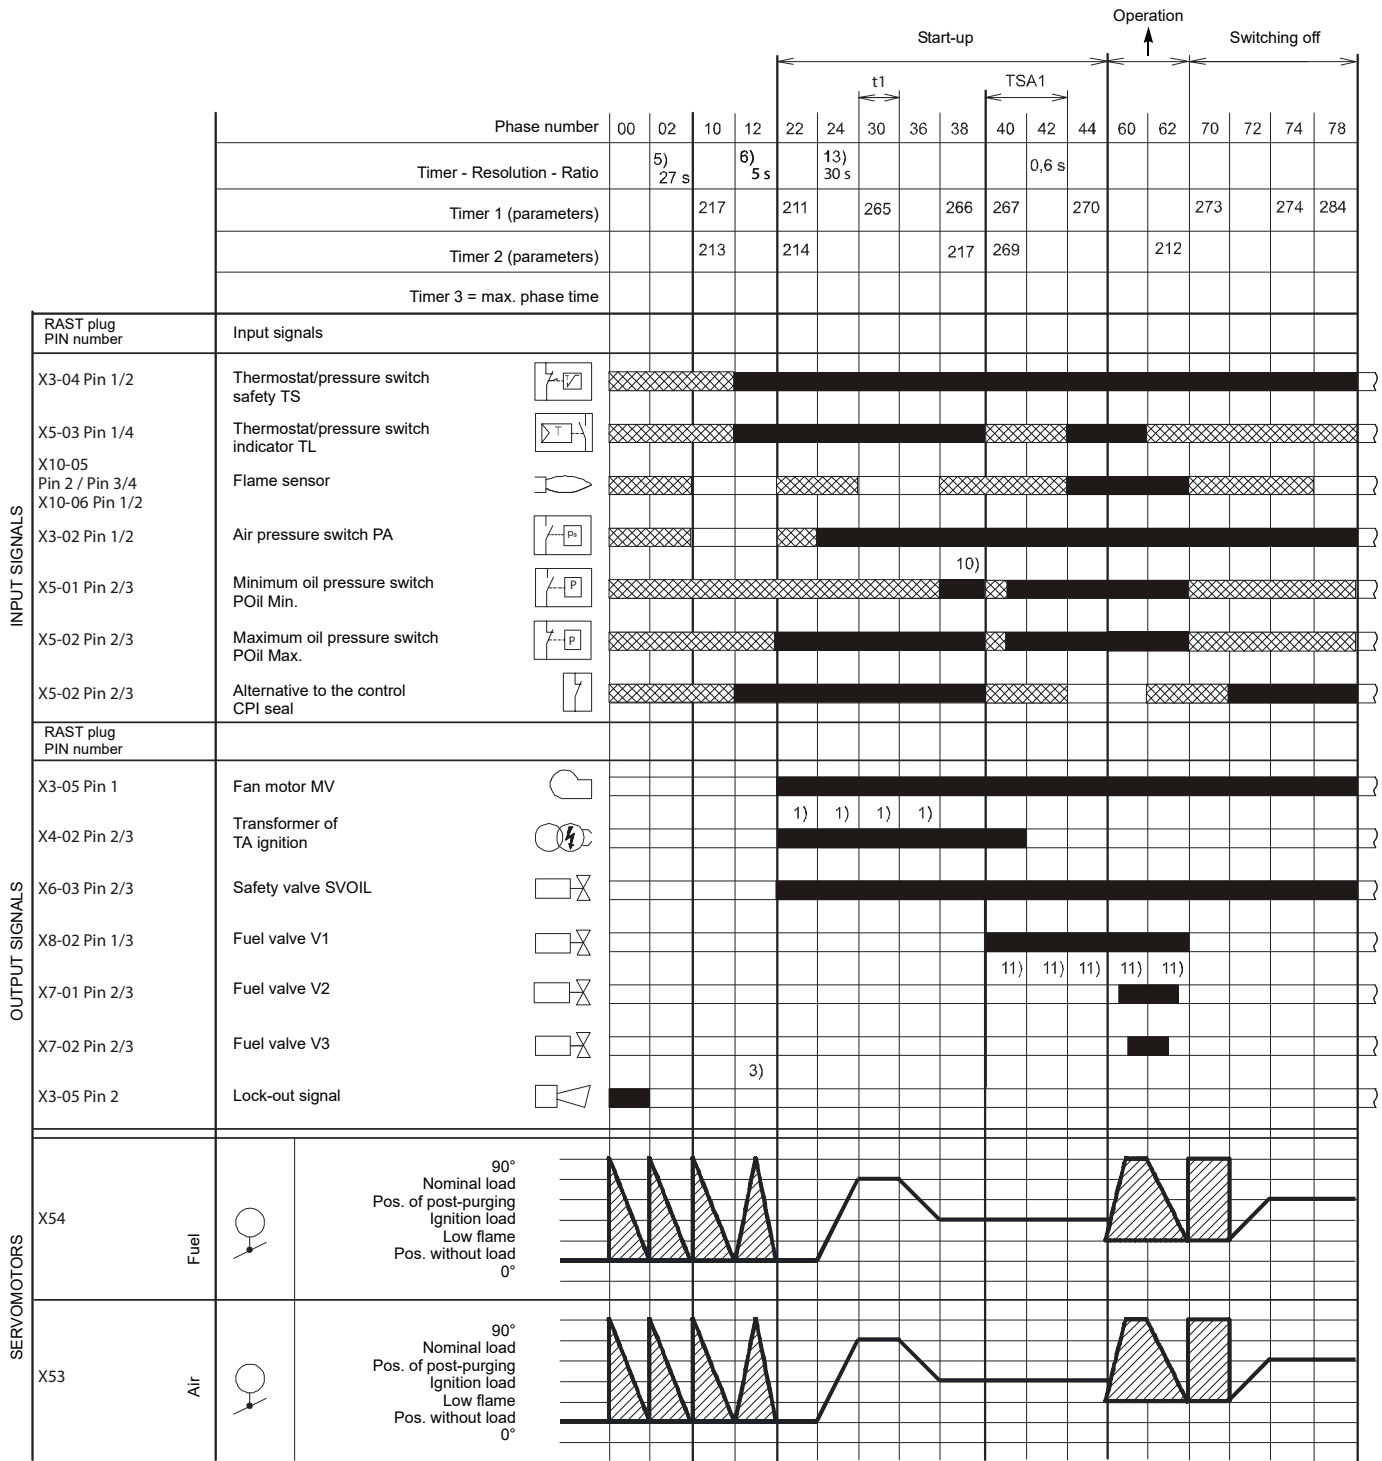 Operation
Start-up
Switching off
t1
TSA1
Phase number 00 02 10 12 22 24 30 36 38 40 42 44 60 62 70 72 74 78
5) 6) 13)
Timer - Resolution - Ratio 27 s 5 s 30 s 0,6 s
Timer 1 (parameters) 217 211 265 266 267 270 273 274 284
Timer 2 (parameters) 213 214 217 269 212
Timer 3 = max. phase time
RAST plug
PIN number
Input signals
INPUT SIGNALS
X3-04 Pin 1/2
Thermostat/pressure switch
safety TS
X5-03 Pin 1/4
Thermostat/pressure switch
indicator TL
T
X10-05
Pin 2 / Pin 3/4
X10-06 Pin 1/2
Flame sensor
X3-02 Pin 1/2
Air pressure switch PA
10)
X5-01 Pin 2/3
Minimum oil pressure switch
POil Min.
P
X5-02 Pin 2/3
Maximum oil pressure switch
POil Max.
P
X5-02 Pin 2/3
Alternative to the control
CPI seal
RAST plug
PIN number
OUTPUT SIGNALS
X3-05 Pin 1
Fan motor MV
1) 1) 1) 1)
X4-02 Pin 2/3
Transformer of
TA ignition
X6-03 Pin 2/3
Safety valve SVOIL
X8-02 Pin 1/3
Fuel valve V1
11) 11) 11) 11) 11)
X7-01 Pin 2/3
Fuel valve V2
X7-02 Pin 2/3
Fuel valve V3
3)
X3-05 Pin 2
Lock-out signal
SERVOMOTORS
X54
Fuel
90°
Nominal load
Pos. of post-purging
Ignition load
Low flame
Pos. without load
0°
X53
Air
90°
Nominal load
Pos. of post-purging
Ignition load
Low flame
Pos. without load
0°